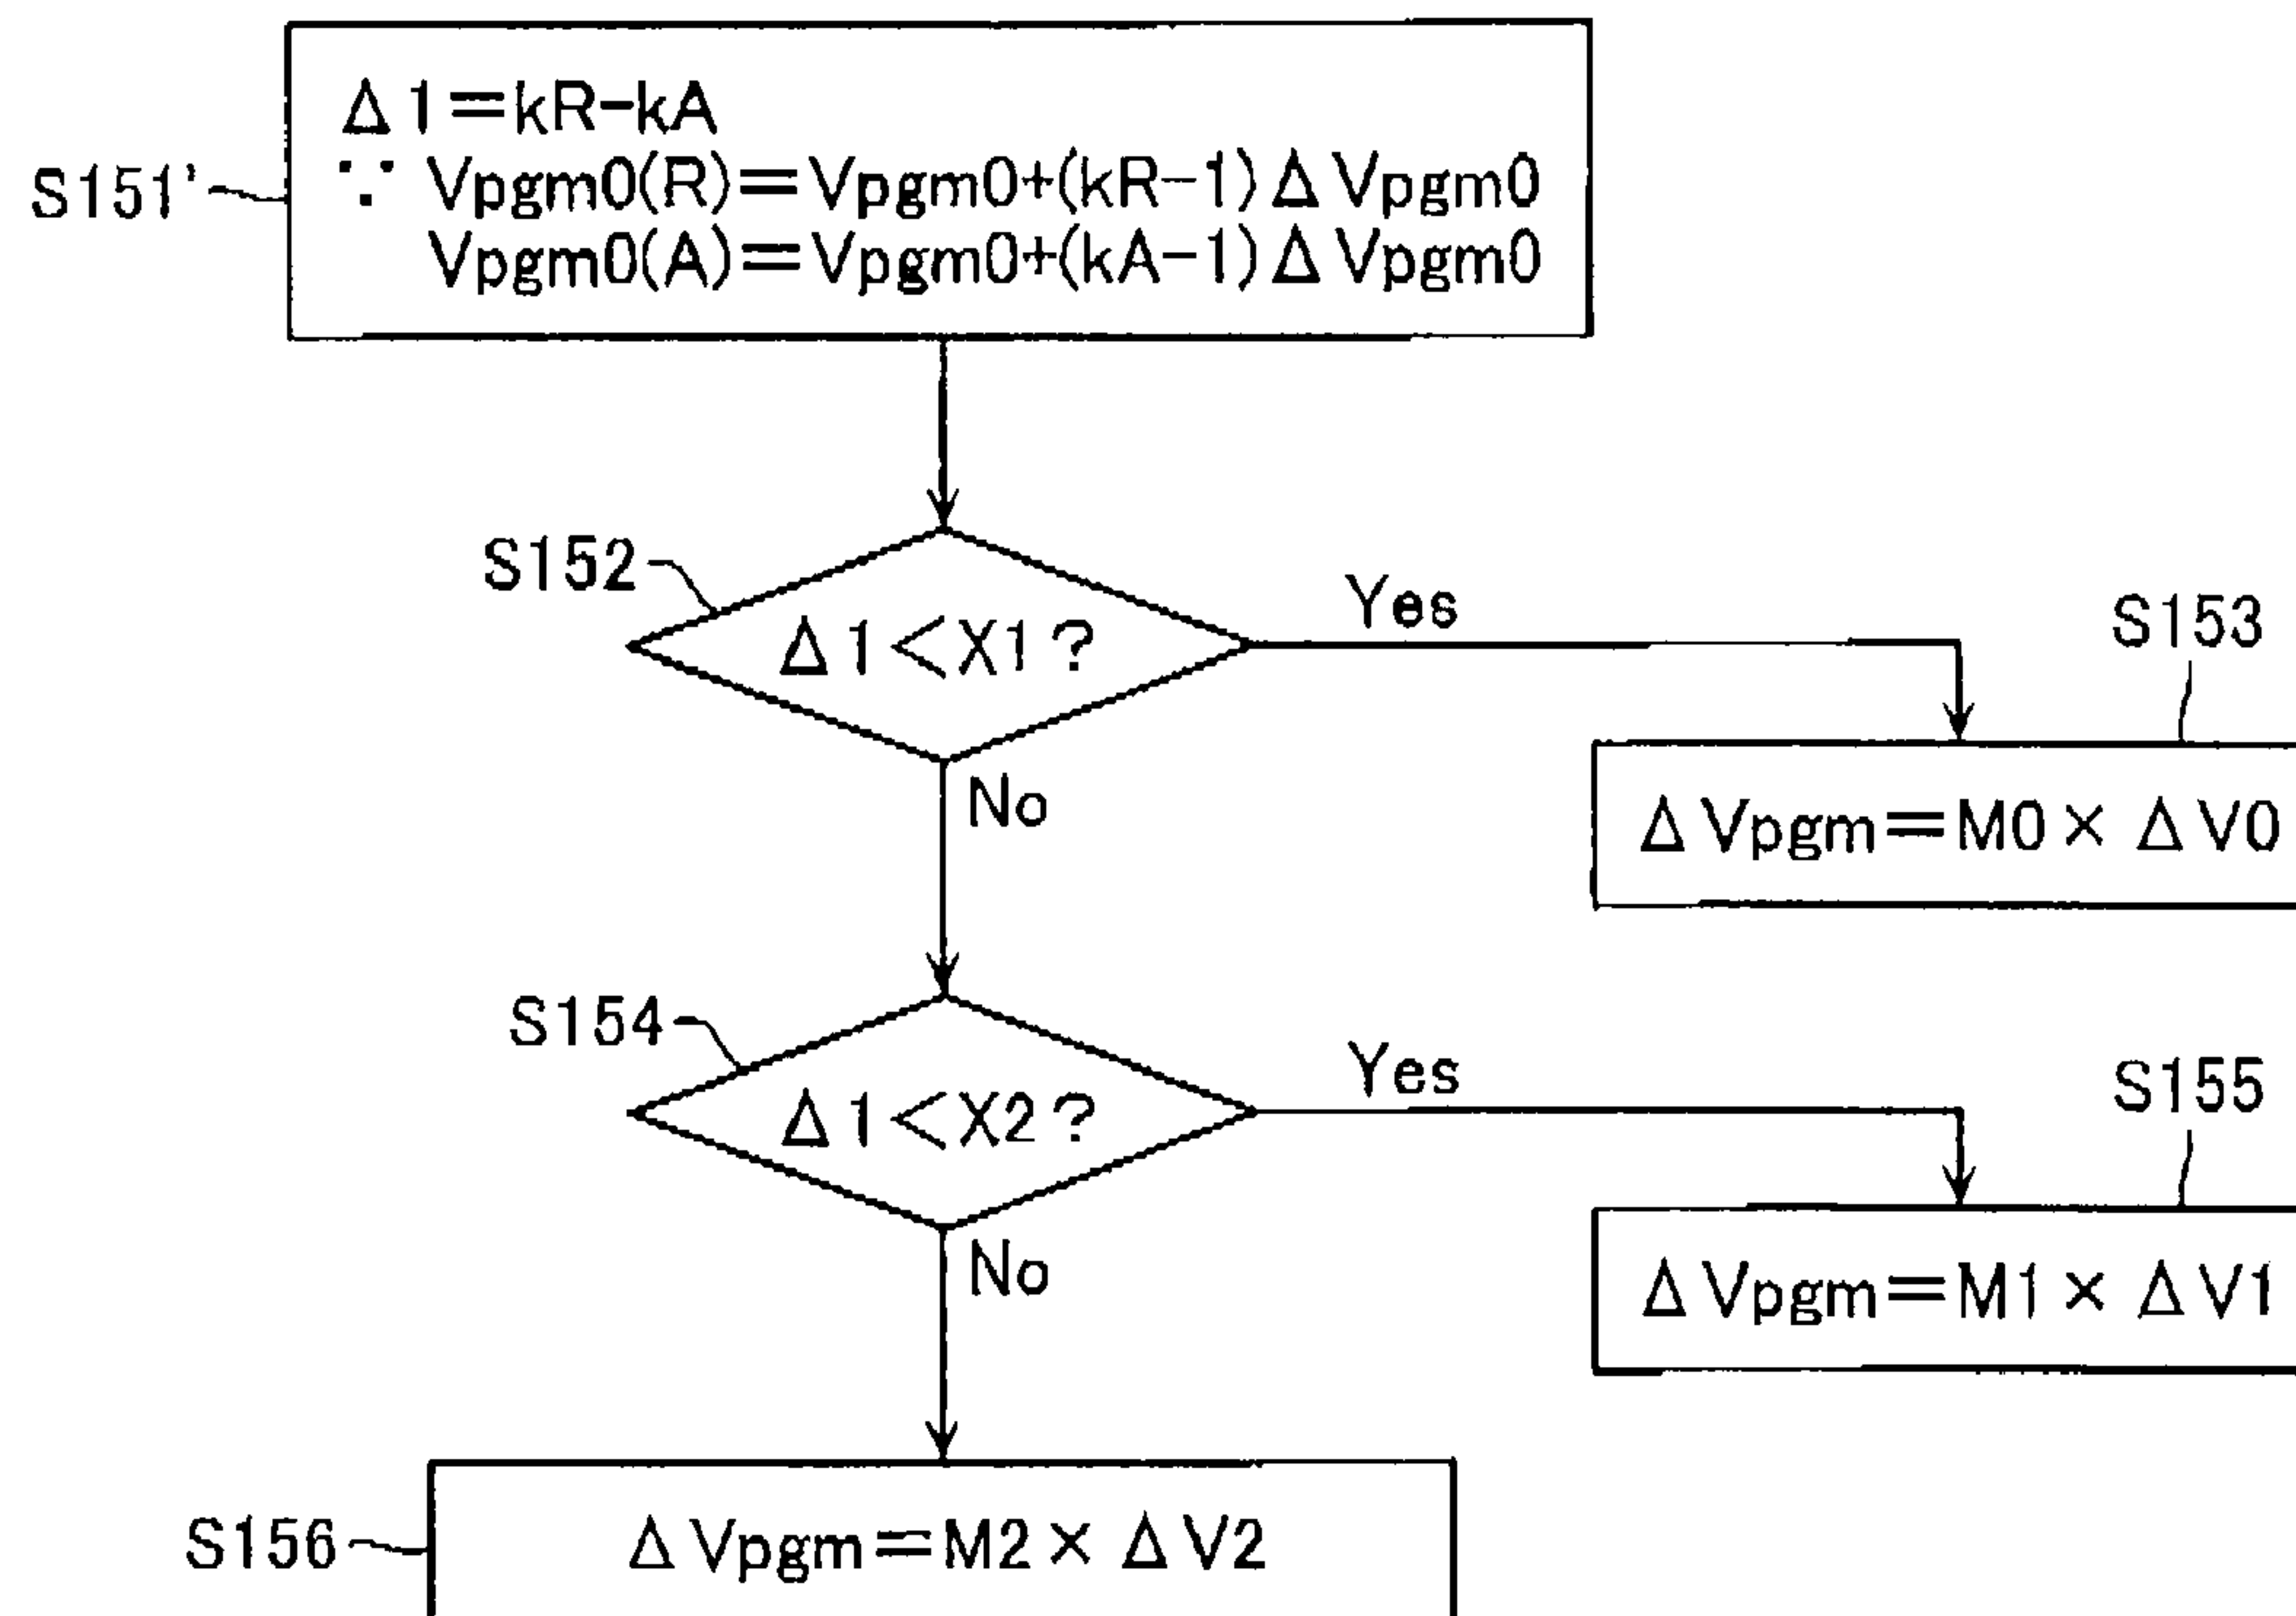 Δ1=kR-kA
∵ Vpgm0(R)=Vpgm0+(kR-1)ΔVpgm0
Vpgm0(A)=Vpgm0+(kA-1)ΔVpgm0
S151'
S152
Δ1<X1?
Yes
S153
No
ΔVpgm=M0×ΔV0
S154
Δ1<X2?
Yes
S155
No
ΔVpgm=M1×ΔV1
S156
ΔVpgm=M2×ΔV2